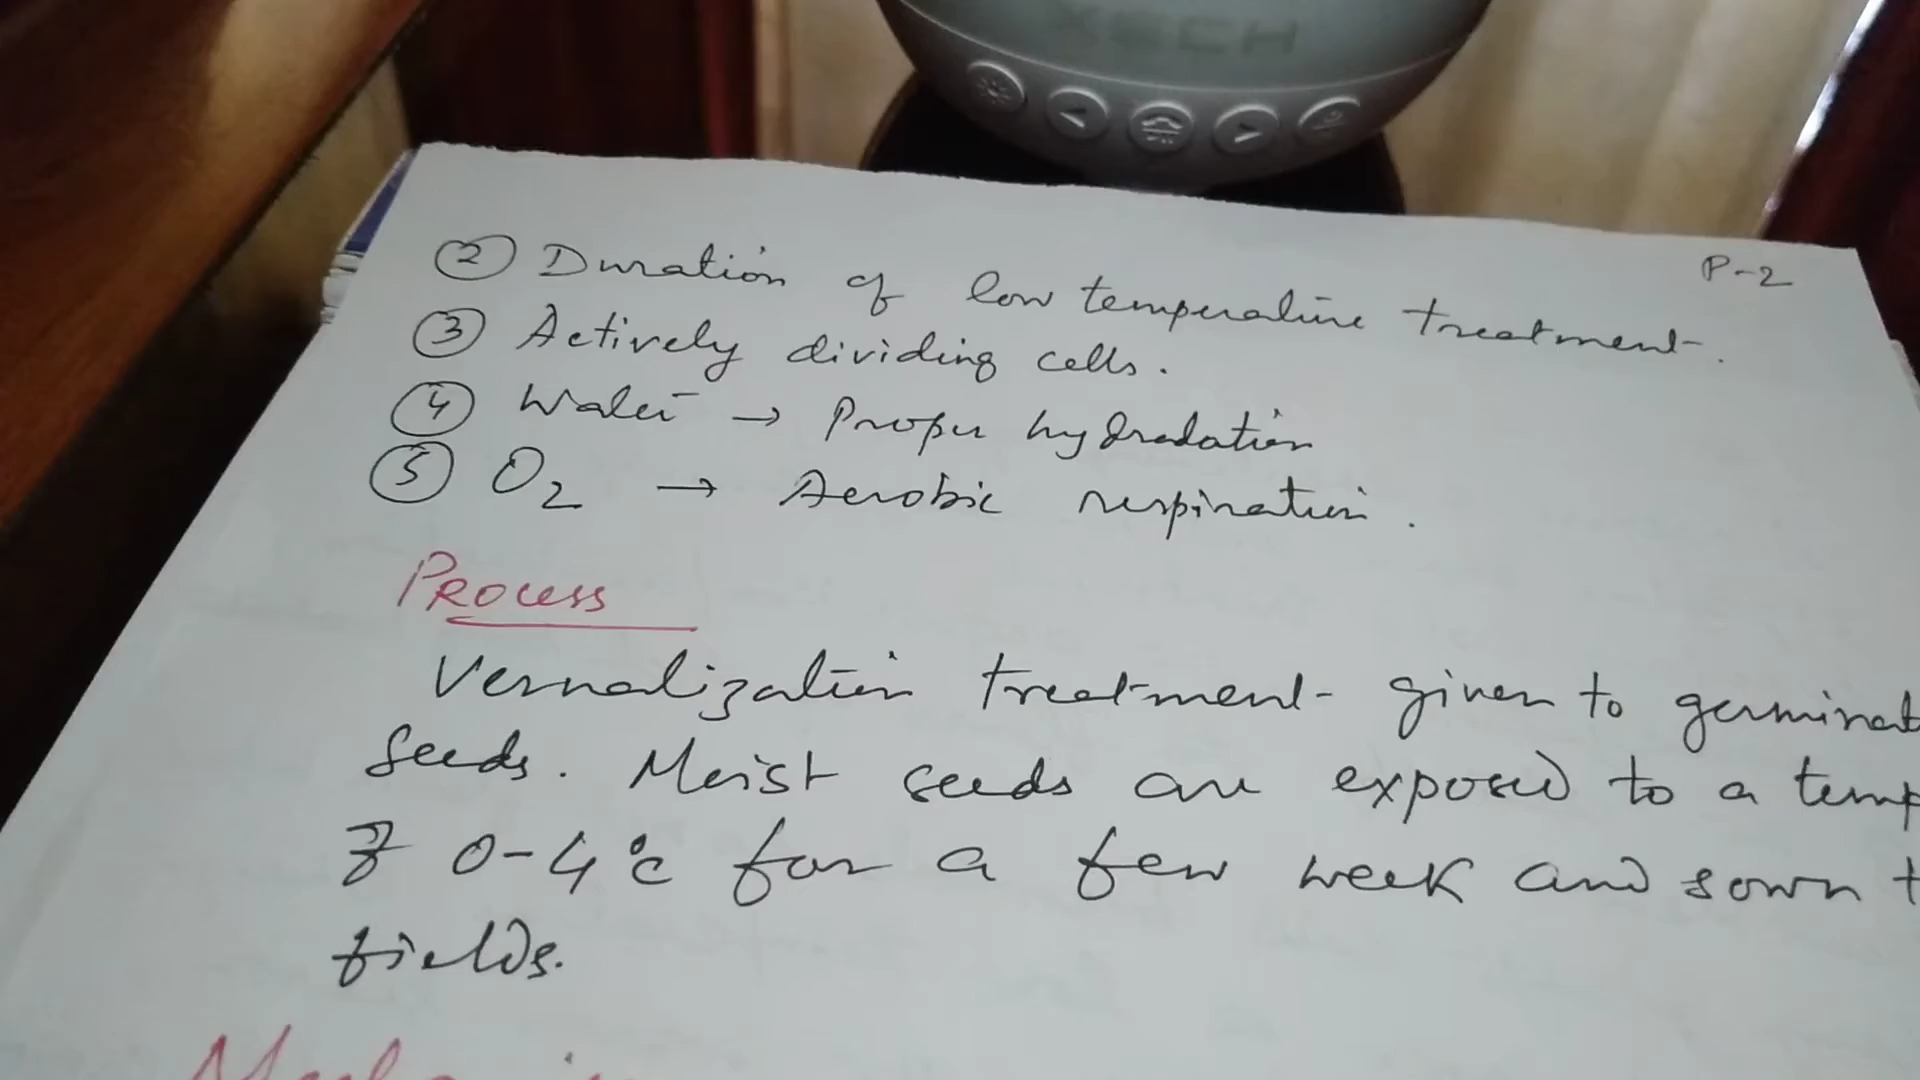 XECH
P-2
② Duration of low temperature treatment.
③ Actively dividing cells.
④ Water → Proper hydradation
⑤ O2 → Aerobic respiration.
Process
Vernalization treatment given to germinat
seeds. Moist seeds are exposed to a temp
of 0-4°c for a few week and sown t
fields.